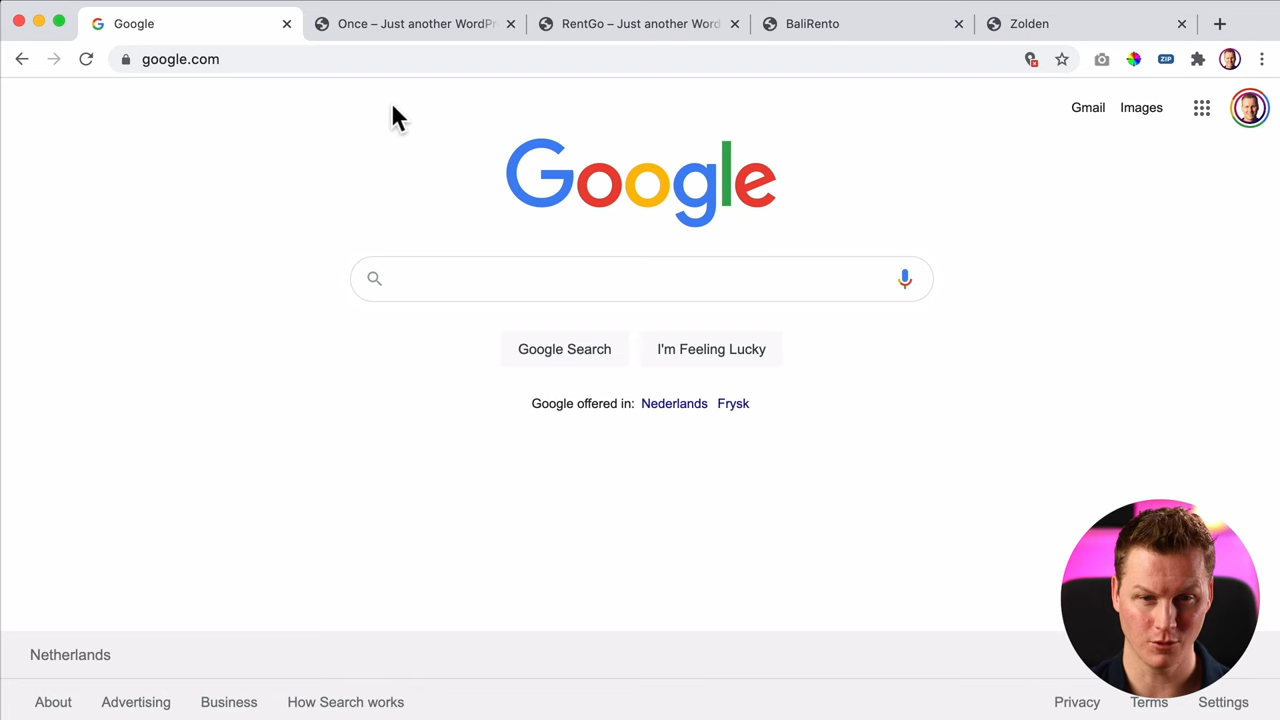 Google
Once – Just another WordPr
RentGo – Just another Word
BaliRento
Zolden
google.com
ZIP
Gmail
Images
Google
Google Search
I'm Feeling Lucky
Google offered in: Nederlands Frysk
Netherlands
About
Advertising
Business
How Search works
Privacy
Terms
Settings